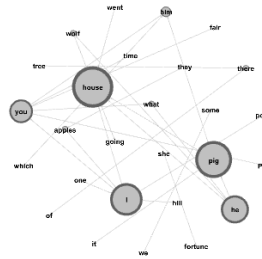 went
him
wolf
fair
time
tree
they
there
house
what
some
you
apples
going
she
which
pig
one
I
hill
he
of
it
we
fortune